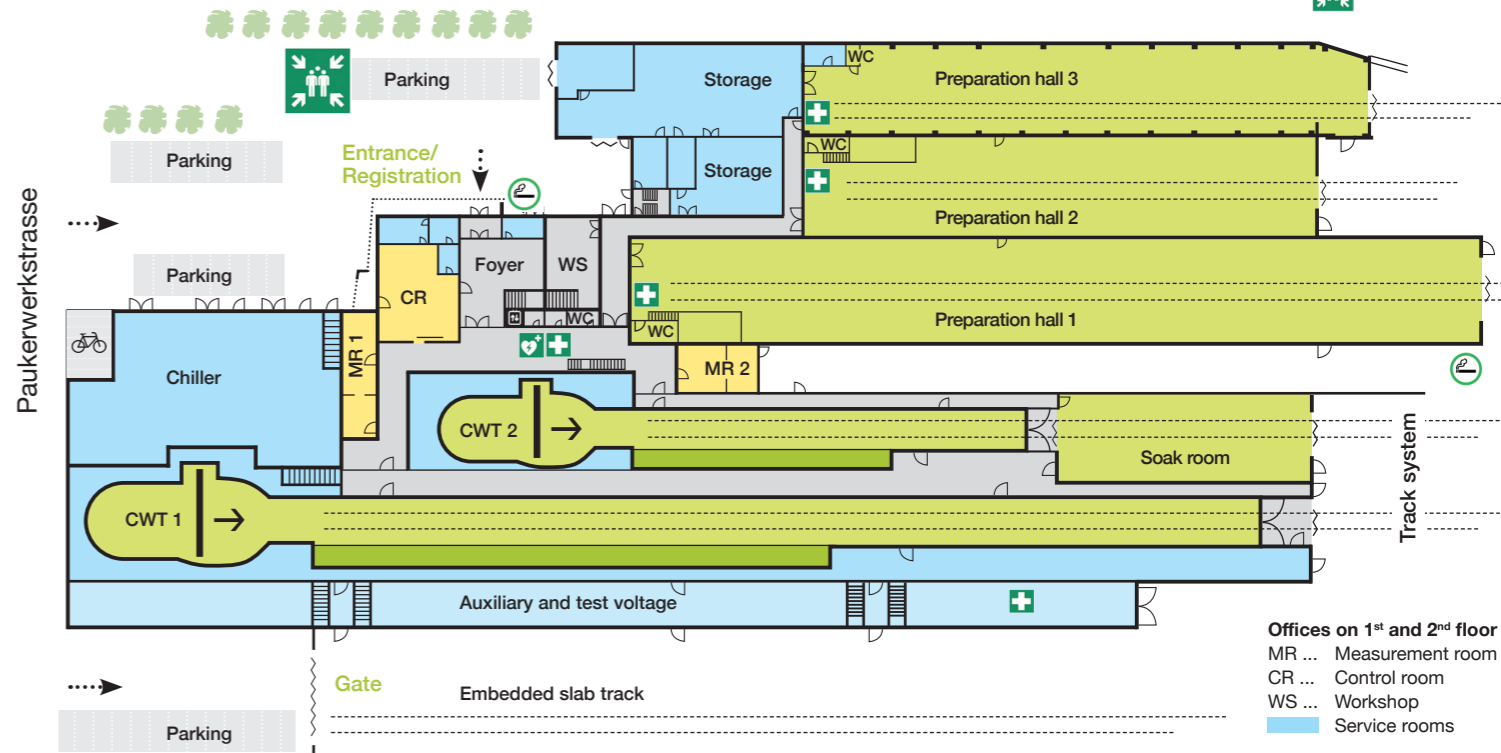 Parking
Storage
WC
Preparation hall 3
Parking
Entrance/
Registration
WC
Storage
Preparation hall 2
Paukerwerkstrasse
Parking
Foyer
WS
CR
WC
WC
Preparation hall 1
MR 1
MR 2
Chiller
CWT 2
Soak room
Track system
CWT 1
Auxiliary and test voltage
Gate
Embedded slab track
Parking
Offices on 1st and 2nd floor
MR ... Measurement room
CR ... Control room
WS ... Workshop
Service rooms